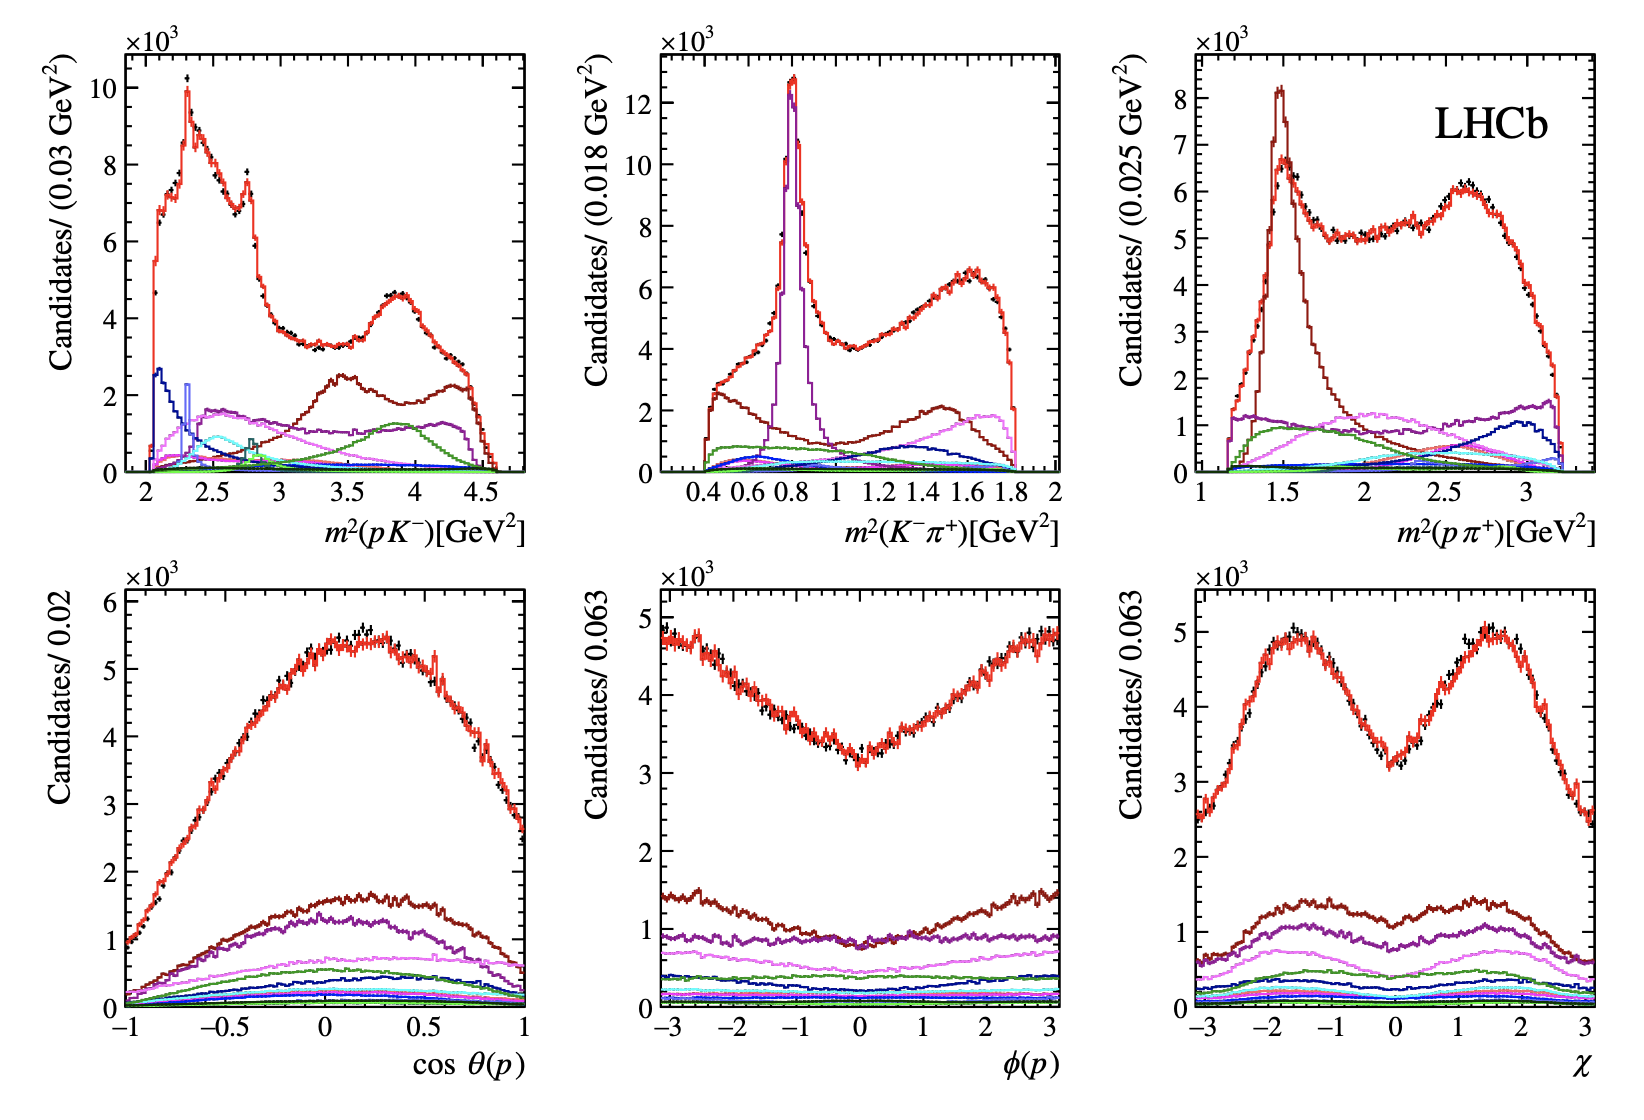 ×10³ ×10³ ×10³
Candidates/ (0.03 GeV²)
10
8
6
4
2
0
2 2.5 3 3.5 4 4.5
m²(pK⁻)[GeV²]
Candidates/ (0.018 GeV²)
12
10
8
6
4
2
0
0.4 0.6 0.8 1 1.2 1.4 1.6 1.8 2
m²(K⁻π⁺)[GeV²]
Candidates/ (0.025 GeV²)
LHCb
8
7
6
5
4
3
2
1
0
1 1.5 2 2.5 3
m²(pπ⁺)[GeV²]
×10³ ×10³ ×10³
Candidates/ 0.02
6
5
4
3
2
1
0
−1 −0.5 0 0.5 1
cos θ(p)
Candidates/ 0.063
5
4
3
2
1
0
−3 −2 −1 0 1 2 3
ϕ(p)
Candidates/ 0.063
5
4
3
2
1
0
−3 −2 −1 0 1 2 3
χ